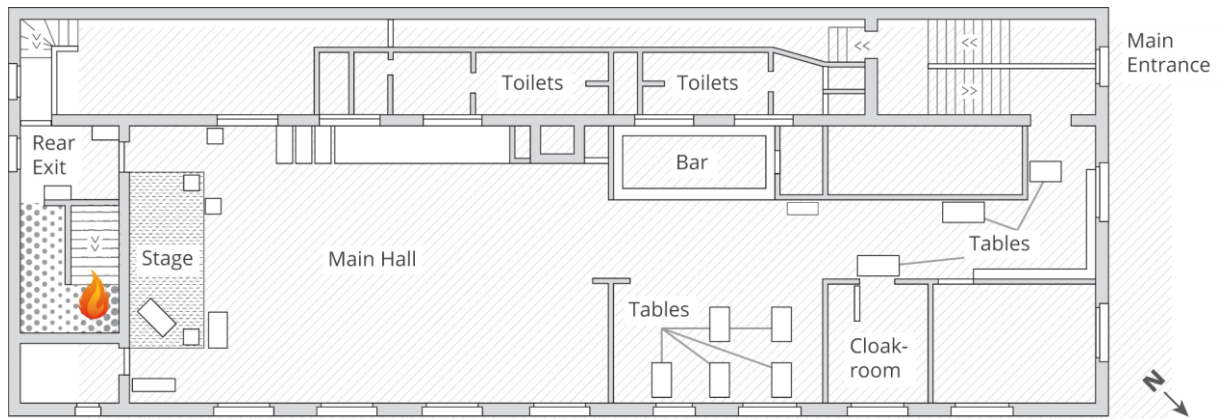 Main
Entrance
<<
<<
>>
>>
>>
Toilets
Toilets
Rear
Exit
Bar
Stage
Main Hall
Tables
Tables
Cloak-
room
N